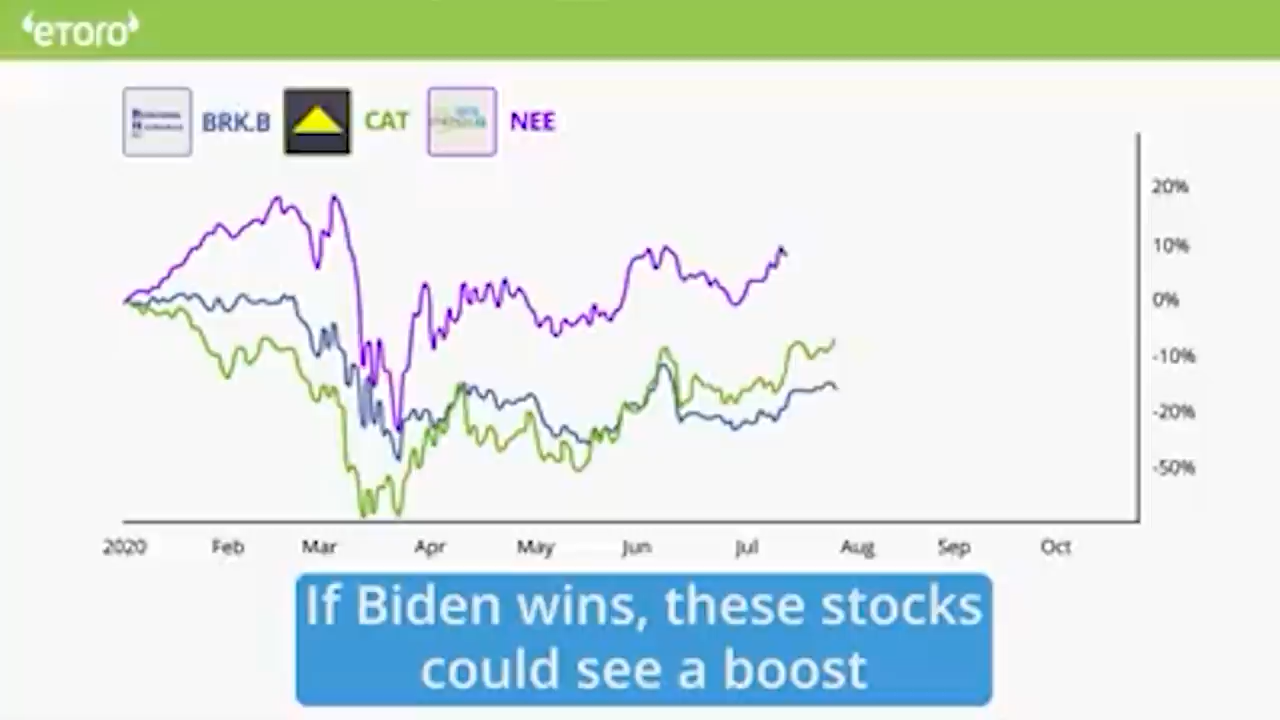 eToro
BRK.B CAT NEE
20%
10%
0%
-10%
-20%
-50%
2020 Feb Mar Apr May Jun Jul Aug Sep Oct
If Biden wins, these stocks
could see a boost